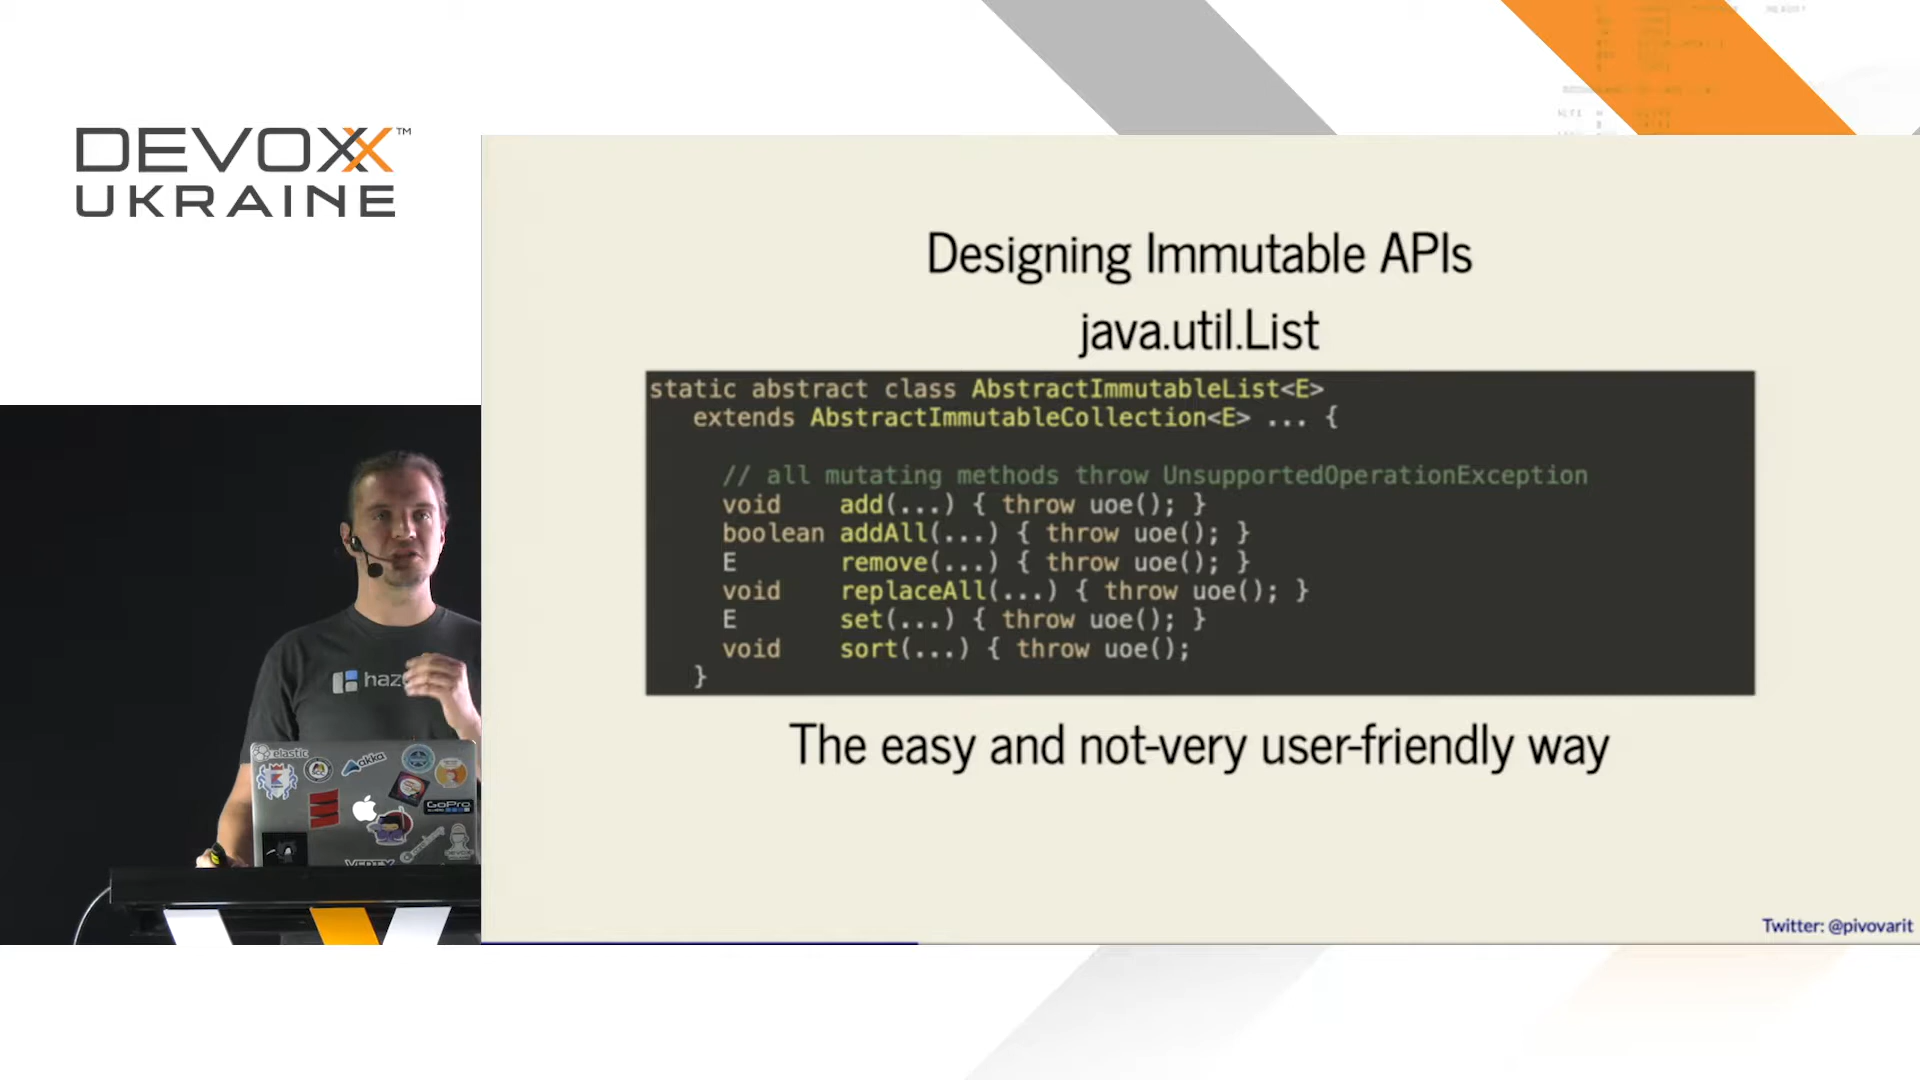 DEVOXX™
UKRAINE
Designing Immutable APIs
java.util.List
static abstract class AbstractImmutableList<E>
extends AbstractImmutableCollection<E> ... {
// all mutating methods throw UnsupportedOperationException
void add(...) { throw uoe(); }
boolean addAll(...) { throw uoe(); }
E remove(...) { throw uoe(); }
void replaceAll(...) { throw uoe(); }
E set(...) { throw uoe(); }
void sort(...) { throw uoe();
}
The easy and not-very user-friendly way
Twitter: @pivovarit
haz
elastic
akka
GoPro
VERTX